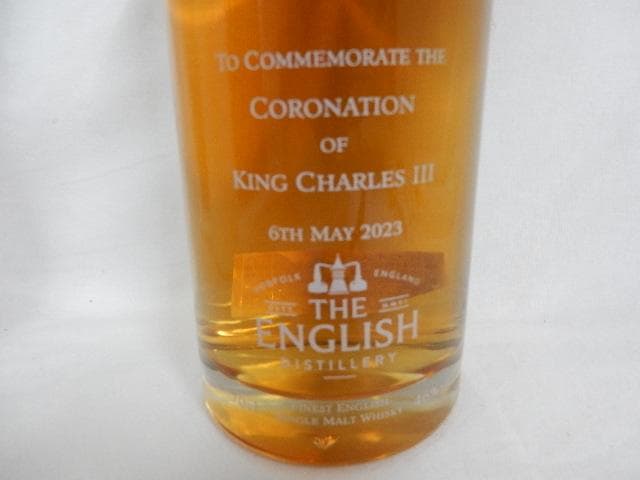 TO COMMEMORATE THE
CORONATION
OF
KING CHARLES III
6TH MAY 2023
NORFOLK ENGLAND
THE
ENGLISH
DISTILLERY
FINEST ENGLISH
SINGLE MALT WHISKY